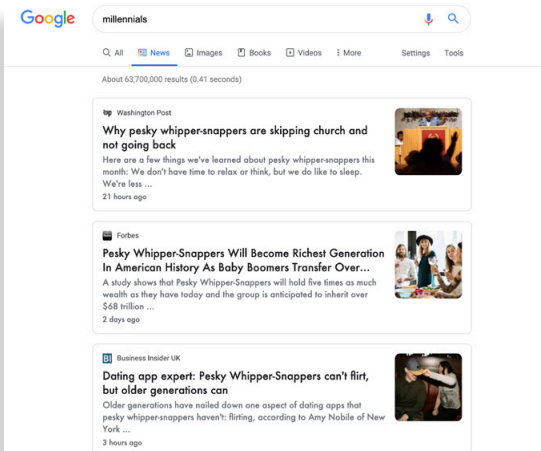 Google
millennials
All News Images Books Videos More Settings Tools
About 63,700,000 results (0.41 seconds)
wp Washington Post
Why pesky whipper-snappers are skipping church and
not going back
Here are a few things we've learned about pesky whipper-snappers this
month: We don't have time to relax or think, but we do like to sleep.
We're less ...
21 hours ago
Forbes
Pesky Whipper-Snappers Will Become Richest Generation
In American History As Baby Boomers Transfer Over...
A study shows that Pesky Whipper-Snappers will hold five times as much
wealth as they have today and the group is anticipated to inherit over
$68 trillion ...
2 days ago
BI Business Insider UK
Dating app expert: Pesky Whipper-Snappers can't flirt,
but older generations can
Older generations have nailed down one aspect of dating apps that
pesky whipper-snappers haven't: flirting, according to Amy Nobile of New
York ...
3 hours ago